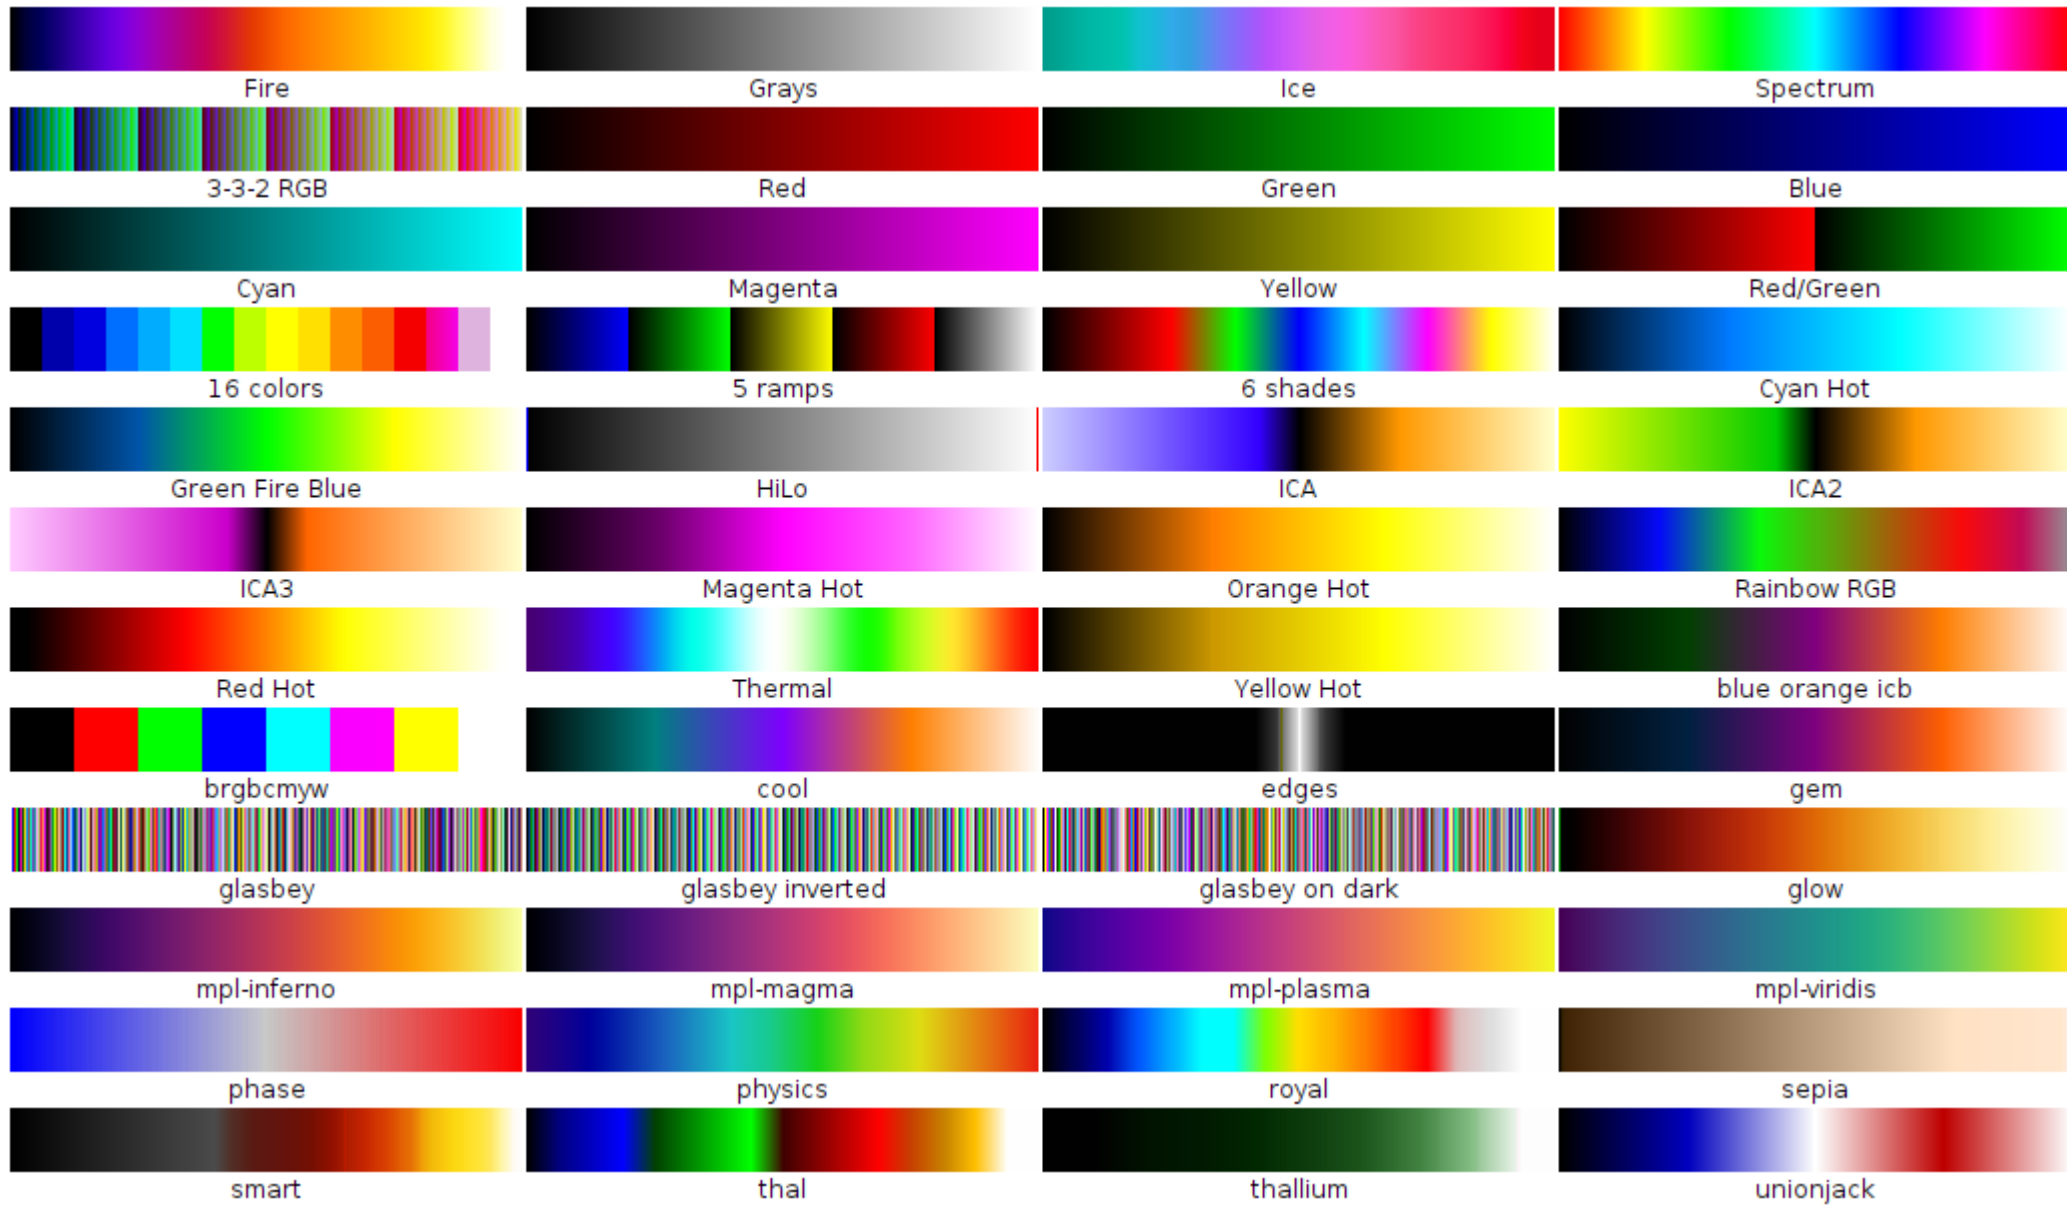 Fire Grays Ice Spectrum
3-3-2 RGB Red Green Blue
Cyan Magenta Yellow Red/Green
16 colors 5 ramps 6 shades Cyan Hot
Green Fire Blue HiLo ICA ICA2
ICA3 Magenta Hot Orange Hot Rainbow RGB
Red Hot Thermal Yellow Hot blue orange icb
brgbcmyw cool edges gem
glasbey glasbey inverted glasbey on dark glow
mpl-inferno mpl-magma mpl-plasma mpl-viridis
phase physics royal sepia
smart thal thallium unionjack